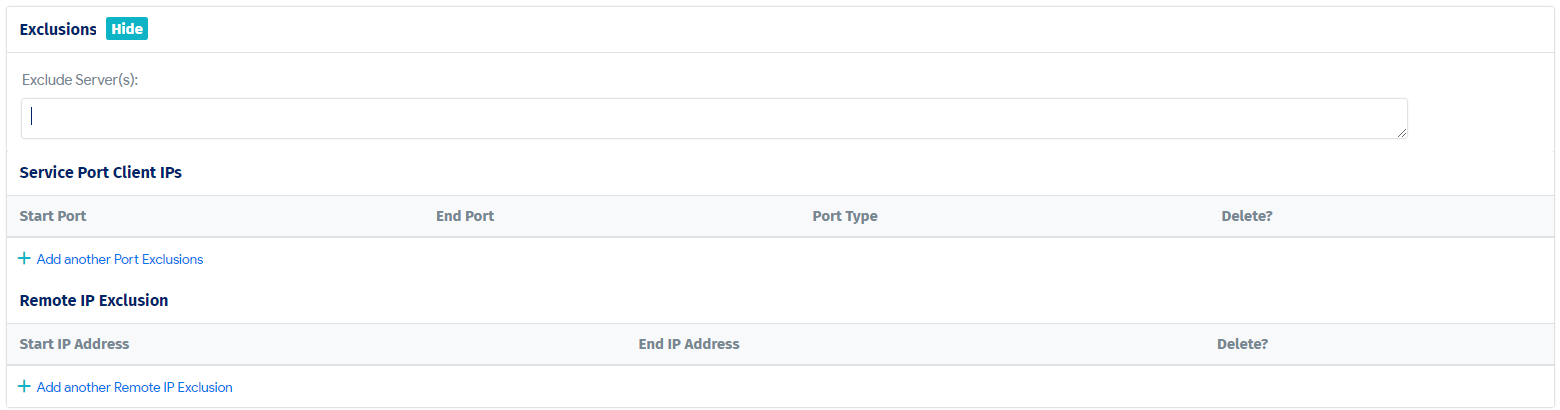 Exclusions Hide
Exclude Server(s):
Service Port Client IPs
Start Port End Port Port Type Delete?
+ Add another Port Exclusions
Remote IP Exclusion
Start IP Address End IP Address Delete?
+ Add another Remote IP Exclusion